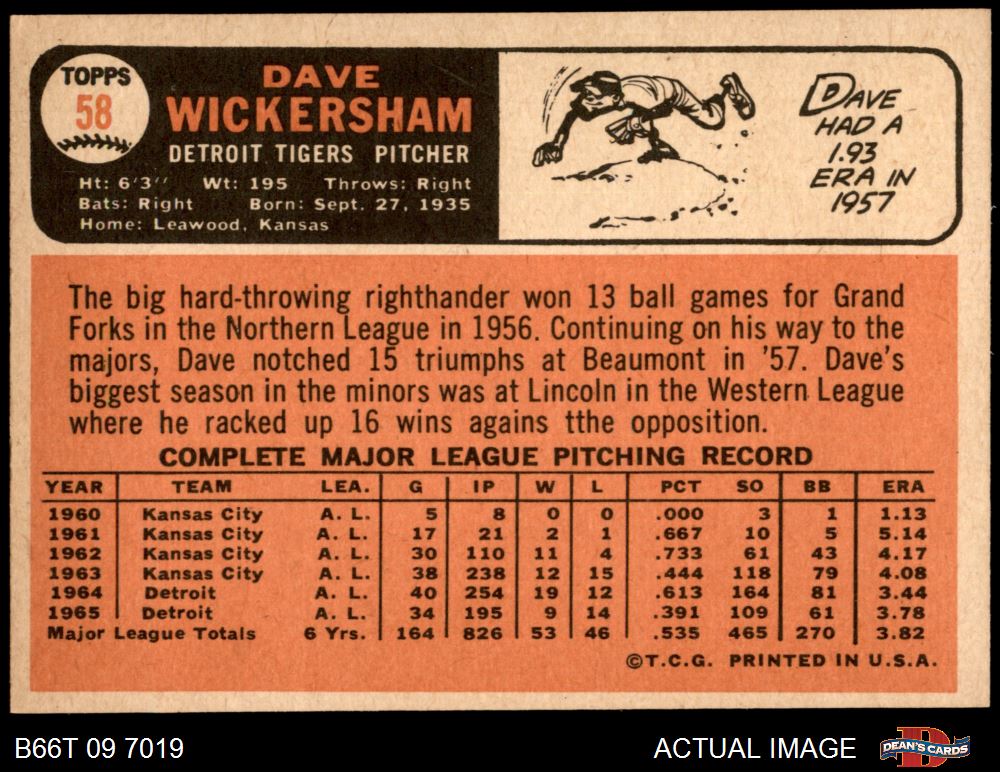 TOPPS
58
DAVE
WICKERSHAM
DETROIT TIGERS PITCHER
Ht: 6'3" Wt: 195 Throws: Right
Bats: Right Born: Sept. 27, 1935
Home: Leawood, Kansas
DAVE
HAD A
1.93
ERA IN
1957
The big hard-throwing righthander won 13 ball games for Grand
Forks in the Northern League in 1956. Continuing on his way to the
majors, Dave notched 15 triumphs at Beaumont in '57. Dave's
biggest season in the minors was at Lincoln in the Western League
where he racked up 16 wins agains tthe opposition.
COMPLETE MAJOR LEAGUE PITCHING RECORD
YEAR TEAM LEA. G IP W L PCT SO BB ERA
1960 Kansas City A. L. 5 8 0 0 .000 3 1 1.13
1961 Kansas City A. L. 17 21 2 1 .667 10 5 5.14
1962 Kansas City A. L. 30 110 11 4 .733 61 43 4.17
1963 Kansas City A. L. 38 238 12 15 .444 118 79 4.08
1964 Detroit A. L. 40 254 19 12 .613 164 81 3.44
1965 Detroit A. L. 34 195 9 14 .391 109 61 3.78
Major League Totals 6 Yrs. 164 826 53 46 .535 465 270 3.82
©T.C.G. PRINTED IN U.S.A.
B66T 09 7019
ACTUAL IMAGE
DEAN'S CARDS